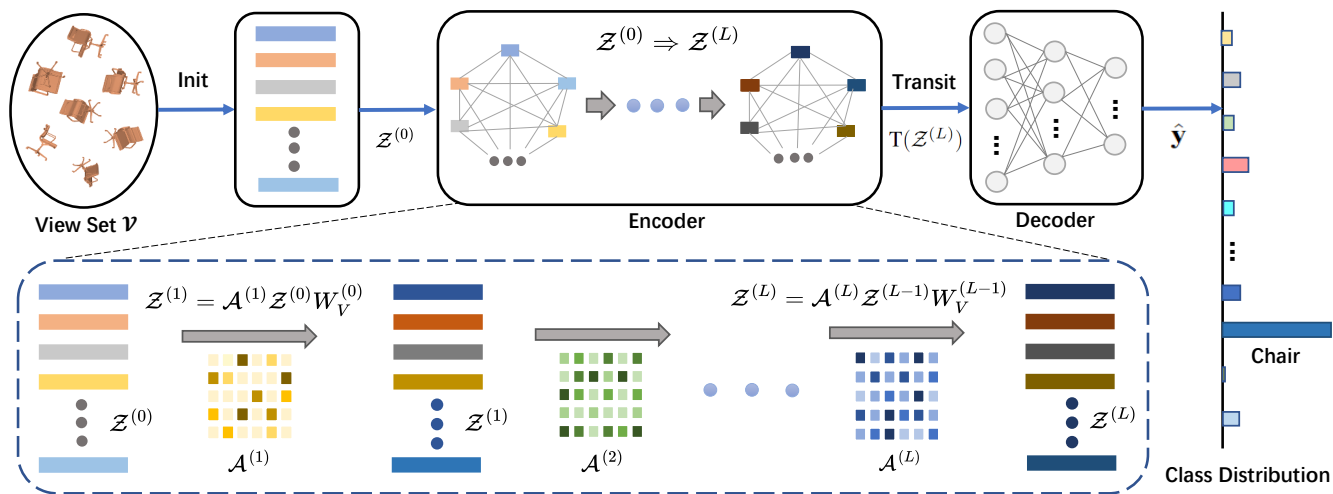 Init
𝒵^(0)
𝒵^(0) ⇒ 𝒵^(L)
Transit
T(𝒵^(L))
ŷ
View Set 𝒱
Encoder
Decoder
𝒵^(1) = 𝒜^(1)𝒵^(0)W_V^(0)
𝒵^(L) = 𝒜^(L)𝒵^(L-1)W_V^(L-1)
Chair
𝒵^(0)
𝒵^(1)
𝒵^(L)
𝒜^(1)
𝒜^(2)
𝒜^(L)
Class Distribution